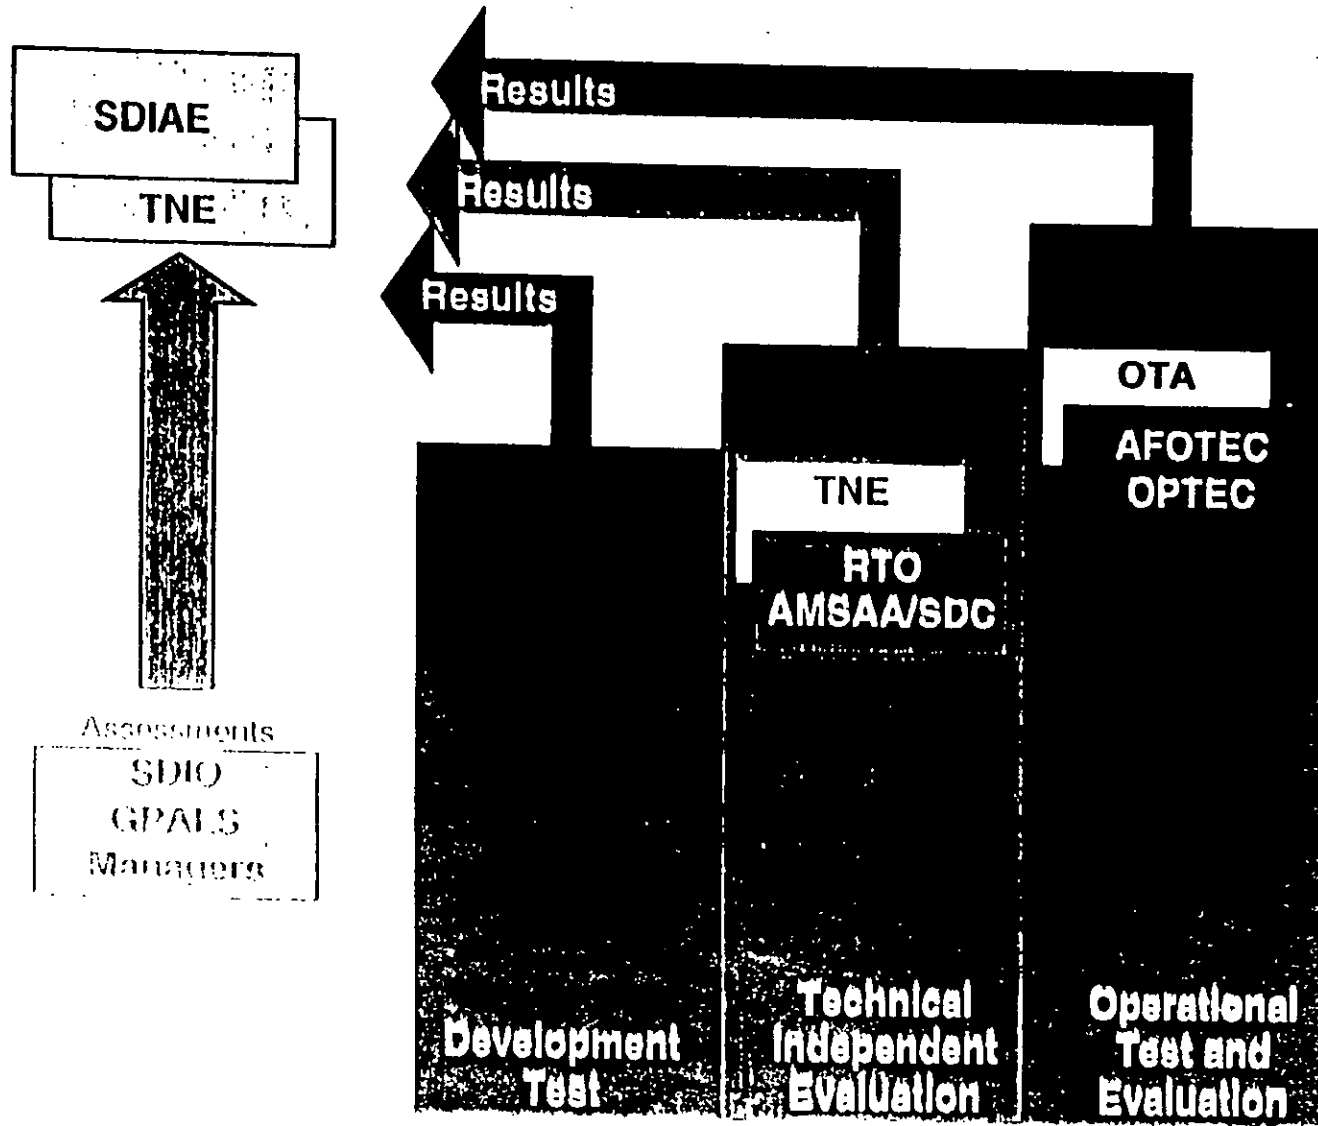 SDIAE
TNE
Assessments
SDIO
GPALS
Managers
Results
Results
Results
OTA
AFOTEC
OPTEC
TNE
RTO
AMSAA/SDC
Development
Test
Technical
Independent
Evaluation
Operational
Test and
Evaluation